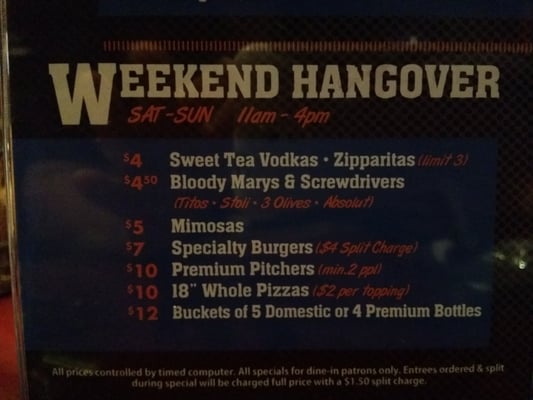 WEEKEND HANGOVER
SAT-SUN 11am - 4pm
$4 Sweet Tea Vodkas • Zipparitas (limit 3)
$4.50 Bloody Marys & Screwdrivers
(Titos • Stoli • 3 Olives • Absolut)
$5 Mimosas
$7 Specialty Burgers ($4 Split Charge)
$10 Premium Pitchers (min.2 ppl)
$10 18" Whole Pizzas ($2 per topping)
$12 Buckets of 5 Domestic or 4 Premium Bottles
All prices controlled by timed computer. All specials for dine-in patrons only. Entrees ordered & split
during special will be charged full price with a $1.50 split charge.